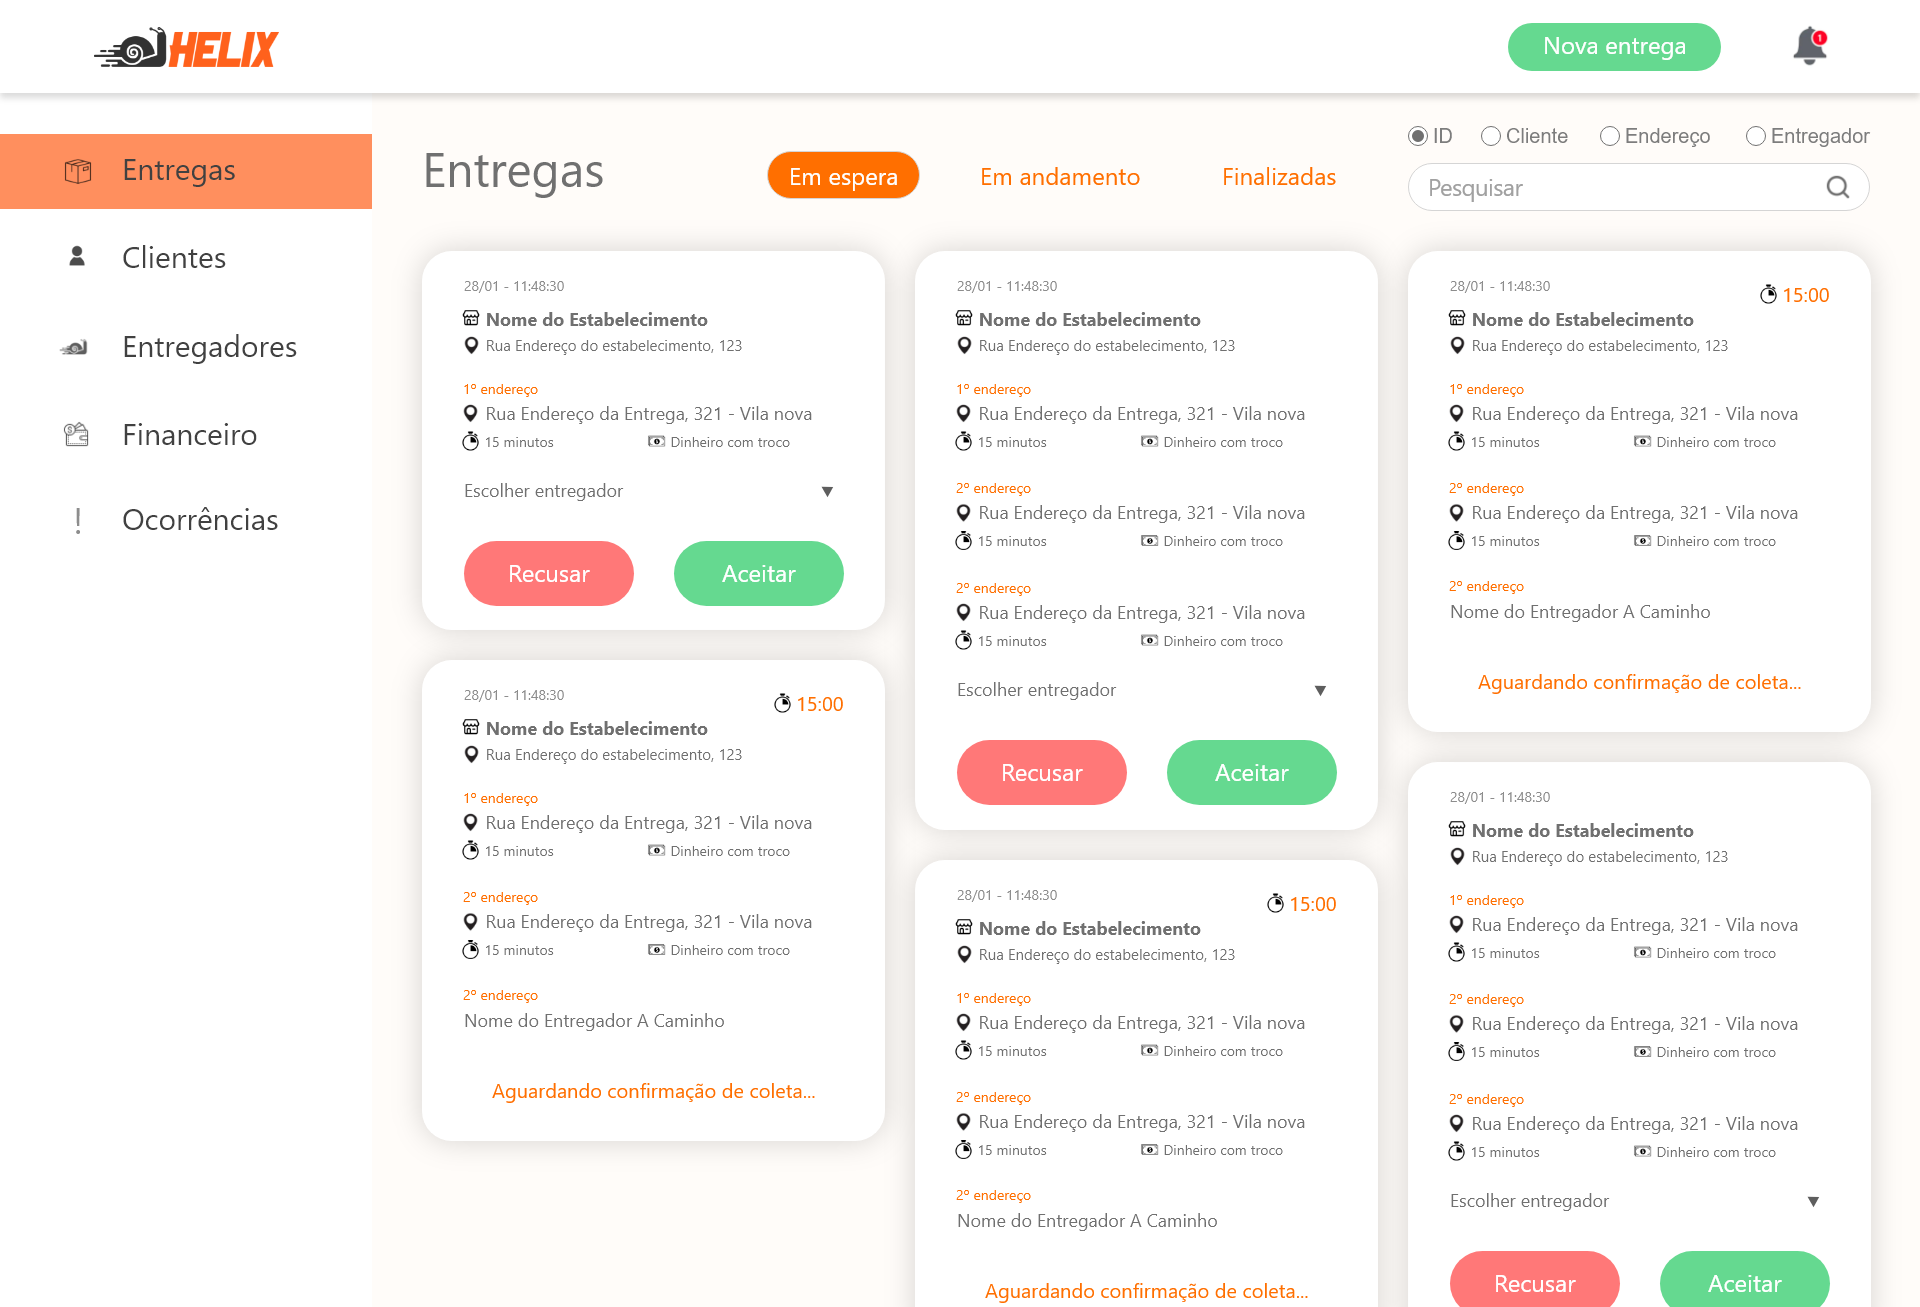 HELIX
Nova entrega
1
Entregas
Clientes
Entregadores
Financeiro
Ocorrências
Entregas
Em espera
Em andamento
Finalizadas
ID
Cliente
Endereço
Entregador
Pesquisar
28/01 - 11:48:30
Nome do Estabelecimento
Rua Endereço do estabelecimento, 123
1º endereço
Rua Endereço da Entrega, 321 - Vila nova
15 minutos
Dinheiro com troco
Escolher entregador
Recusar
Aceitar
28/01 - 11:48:30
15:00
Nome do Estabelecimento
Rua Endereço do estabelecimento, 123
1º endereço
Rua Endereço da Entrega, 321 - Vila nova
15 minutos
Dinheiro com troco
2º endereço
Rua Endereço da Entrega, 321 - Vila nova
15 minutos
Dinheiro com troco
2º endereço
Nome do Entregador A Caminho
Aguardando confirmação de coleta...
28/01 - 11:48:30
Nome do Estabelecimento
Rua Endereço do estabelecimento, 123
1º endereço
Rua Endereço da Entrega, 321 - Vila nova
15 minutos
Dinheiro com troco
2º endereço
Rua Endereço da Entrega, 321 - Vila nova
15 minutos
Dinheiro com troco
2º endereço
Rua Endereço da Entrega, 321 - Vila nova
15 minutos
Dinheiro com troco
Escolher entregador
Recusar
Aceitar
28/01 - 11:48:30
15:00
Nome do Estabelecimento
Rua Endereço do estabelecimento, 123
1º endereço
Rua Endereço da Entrega, 321 - Vila nova
15 minutos
Dinheiro com troco
2º endereço
Rua Endereço da Entrega, 321 - Vila nova
15 minutos
Dinheiro com troco
2º endereço
Nome do Entregador A Caminho
Aguardando confirmação de coleta...
28/01 - 11:48:30
15:00
Nome do Estabelecimento
Rua Endereço do estabelecimento, 123
1º endereço
Rua Endereço da Entrega, 321 - Vila nova
15 minutos
Dinheiro com troco
2º endereço
Rua Endereço da Entrega, 321 - Vila nova
15 minutos
Dinheiro com troco
2º endereço
Nome do Entregador A Caminho
Aguardando confirmação de coleta...
28/01 - 11:48:30
Nome do Estabelecimento
Rua Endereço do estabelecimento, 123
1º endereço
Rua Endereço da Entrega, 321 - Vila nova
15 minutos
Dinheiro com troco
2º endereço
Rua Endereço da Entrega, 321 - Vila nova
15 minutos
Dinheiro com troco
2º endereço
Rua Endereço da Entrega, 321 - Vila nova
15 minutos
Dinheiro com troco
Escolher entregador
Recusar
Aceitar